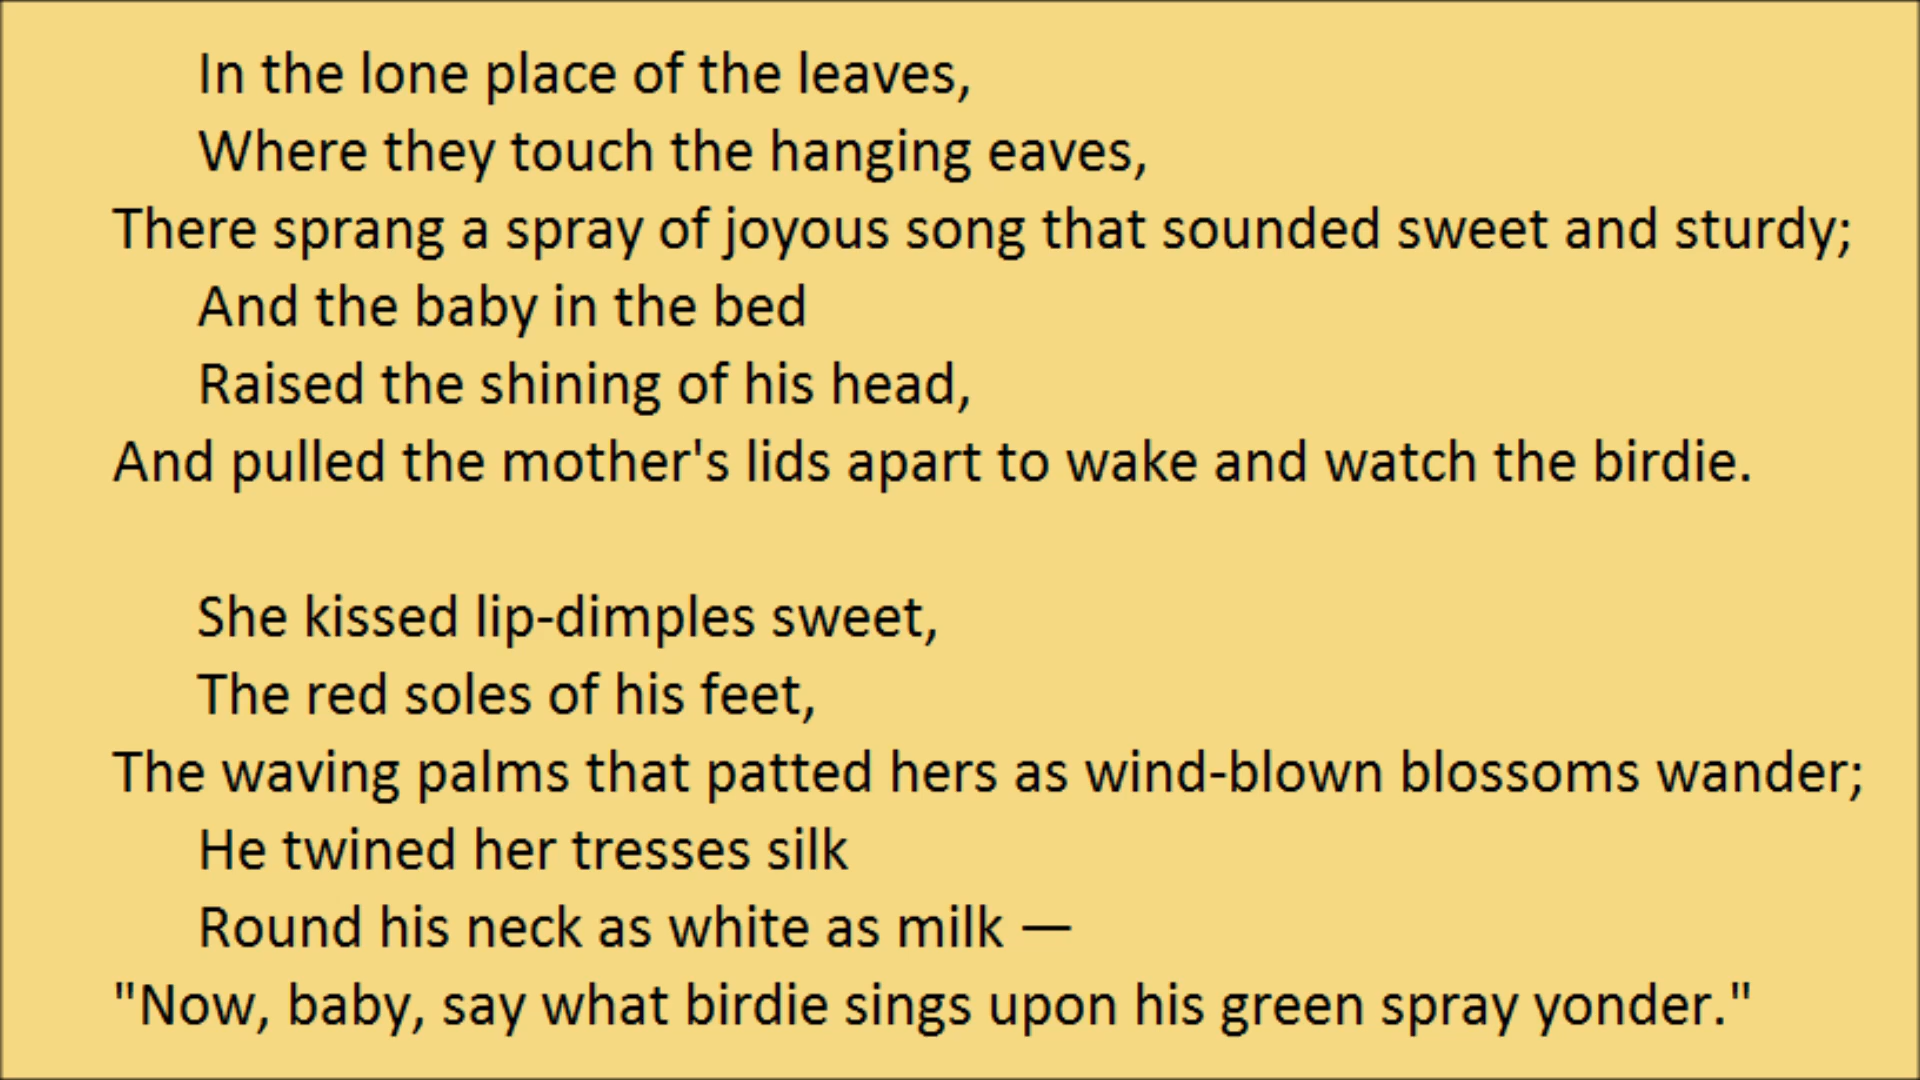 In the lone place of the leaves,
Where they touch the hanging eaves,
There sprang a spray of joyous song that sounded sweet and sturdy;
And the baby in the bed
Raised the shining of his head,
And pulled the mother's lids apart to wake and watch the birdie.

She kissed lip-dimples sweet,
The red soles of his feet,
The waving palms that patted hers as wind-blown blossoms wander;
He twined her tresses silk
Round his neck as white as milk —
"Now, baby, say what birdie sings upon his green spray yonder."